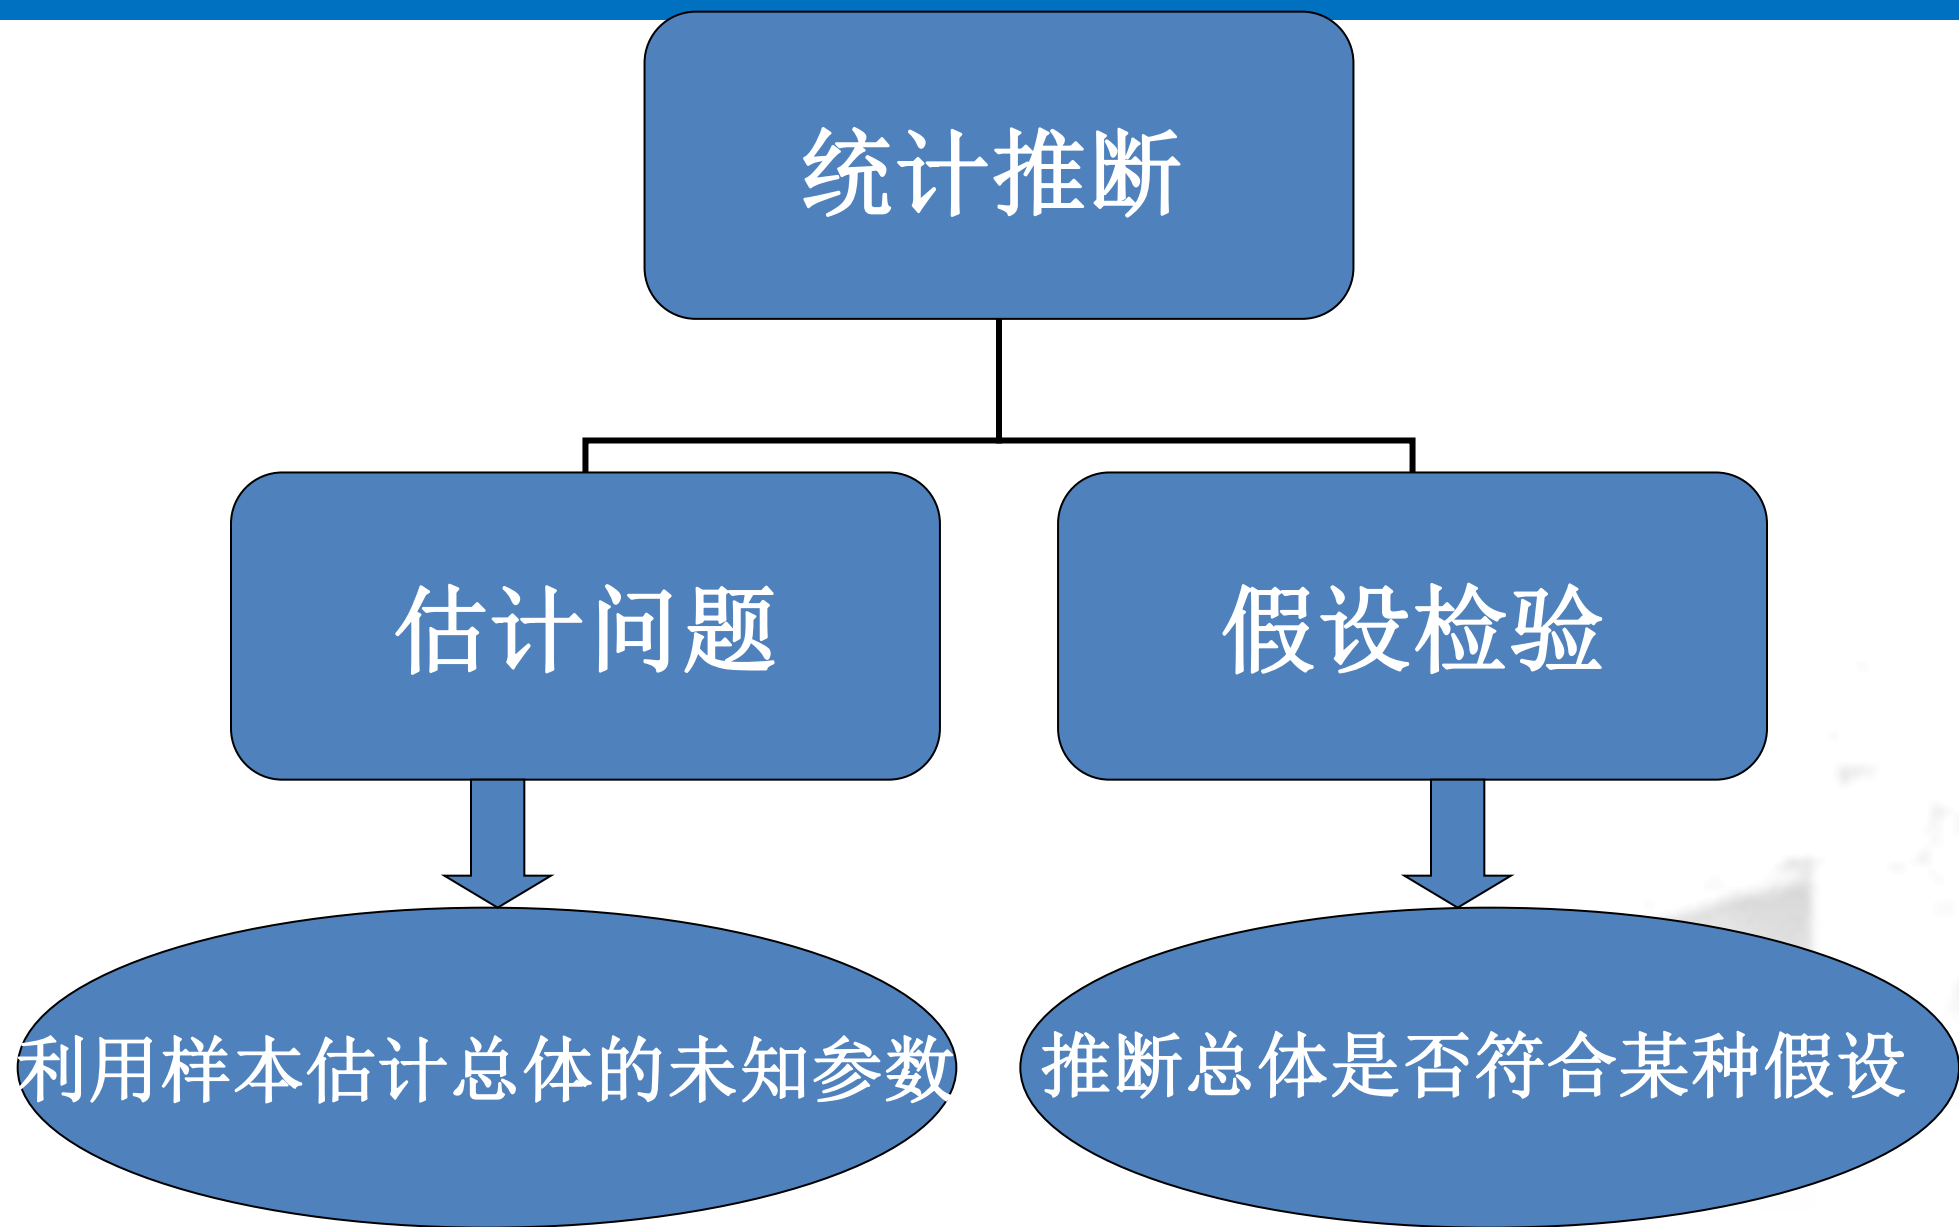 统计推断
估计问题
假设检验
利用样本估计总体的未知参数
推断总体是否符合某种假设